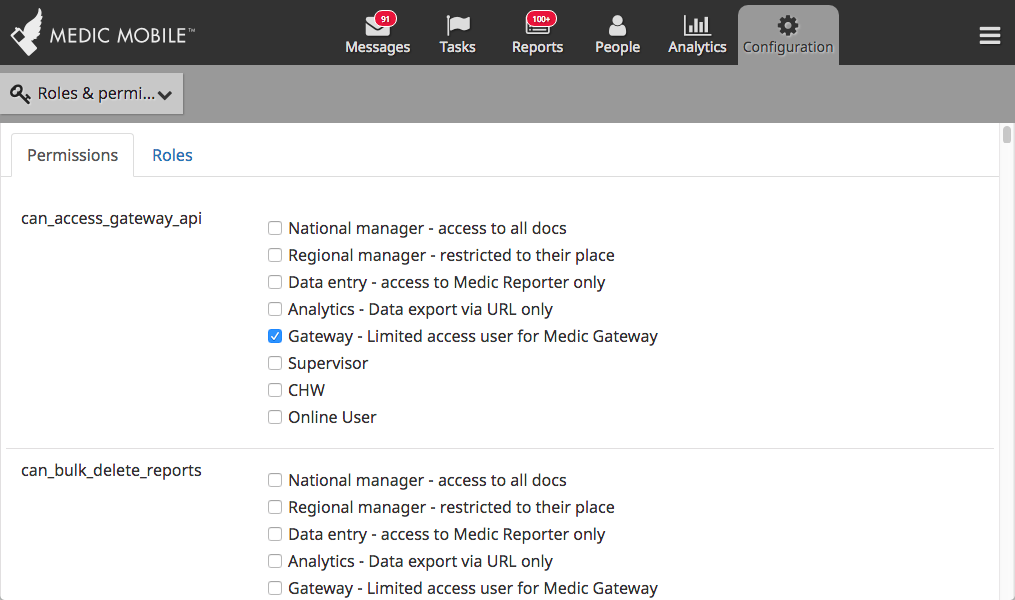 MEDIC MOBILE™
91
Messages
Tasks
100+
Reports
People
Analytics
Configuration
Roles & permi...
Permissions
Roles
can_access_gateway_api
National manager - access to all docs
Regional manager - restricted to their place
Data entry - access to Medic Reporter only
Analytics - Data export via URL only
Gateway - Limited access user for Medic Gateway
Supervisor
CHW
Online User
can_bulk_delete_reports
National manager - access to all docs
Regional manager - restricted to their place
Data entry - access to Medic Reporter only
Analytics - Data export via URL only
Gateway - Limited access user for Medic Gateway